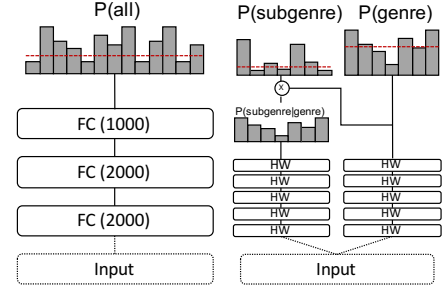 P(all)
FC (1000)
FC (2000)
FC (2000)
Input
P(subgenre) P(genre)
x
P(subgenre|genre)
HW HW
HW HW
HW HW
HW HW
HW HW
Input